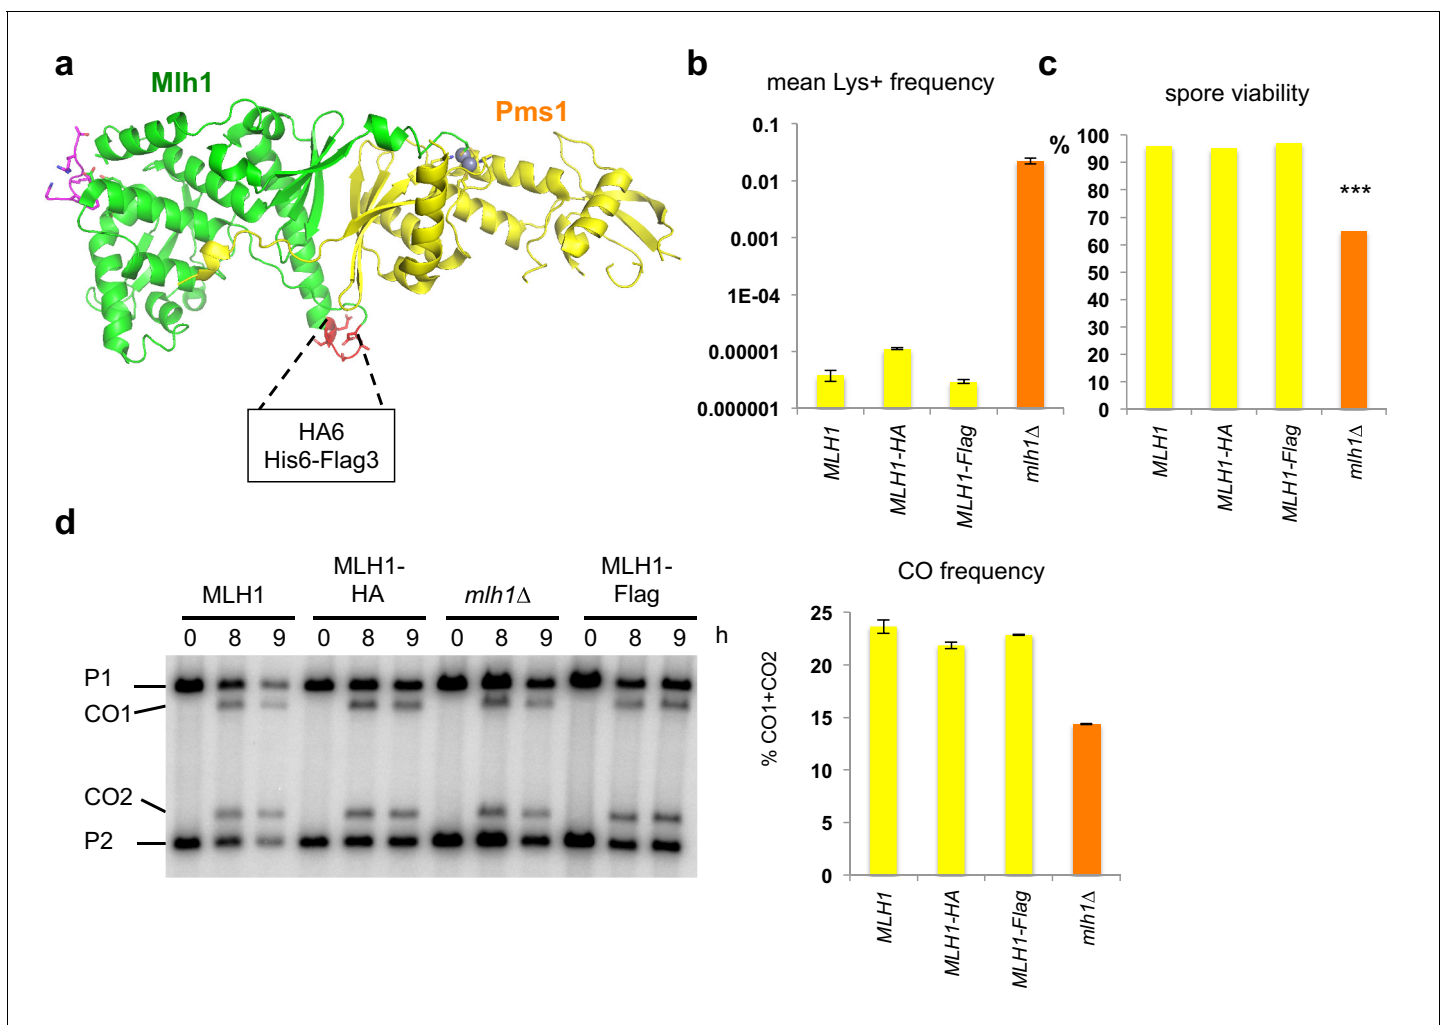 a
Mlh1
Pms1
HA6
His6-Flag3
b
mean Lys+ frequency
0.1
0.01
0.001
1E-04
0.00001
0.000001
MLH1
MLH1-HA
MLH1-Flag
mlh1Δ
c
spore viability
%
100
90
80
70
60
50
40
30
20
10
0
***
MLH1
MLH1-HA
MLH1-Flag
mlh1Δ
d
MLH1
MLH1-
HA
mlh1Δ
MLH1-
Flag
0 8 9 0 8 9 0 8 9 0 8 9 h
P1
CO1
CO2
P2
CO frequency
% CO1+CO2
25
20
15
10
5
0
MLH1
MLH1-HA
MLH1-Flag
mlh1Δ